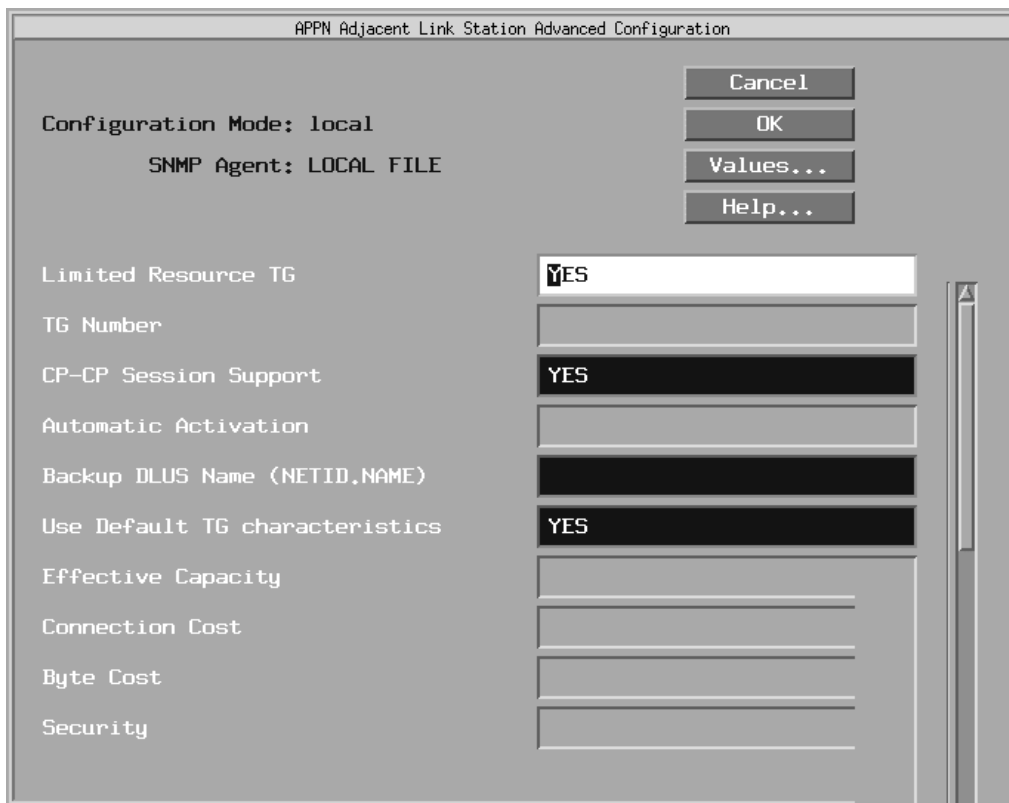 APPN Adjacent Link Station Advanced Configuration
Cancel
Configuration Mode: local
OK
SNMP Agent: LOCAL FILE
Values...
Help...
Limited Resource TG
YES
TG Number
CP-CP Session Support
YES
Automatic Activation
Backup DLUS Name (NETID.NAME)
Use Default TG characteristics
YES
Effective Capacity
Connection Cost
Byte Cost
Security